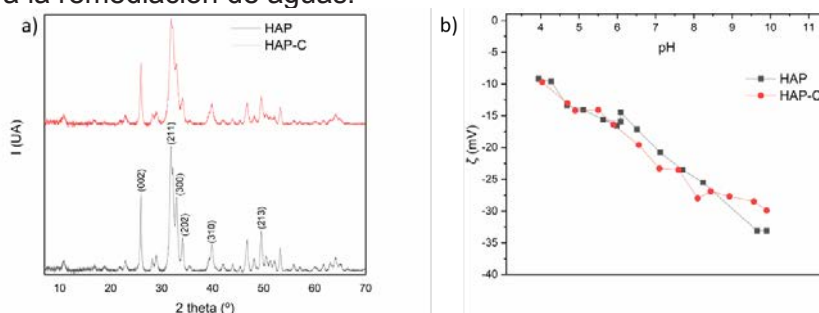 a la remediación de aguas.
a)
HAP
HAP-C
I (UA)
(002)
(211)
(300)
(202)
(310)
(213)
10
20
30
40
50
60
70
2 theta (º)
b)
0
-5
-10
-15
-20
-25
-30
-35
-40
ζ (mV)
4
5
6
7
8
9
10
11
pH
HAP
HAP-C